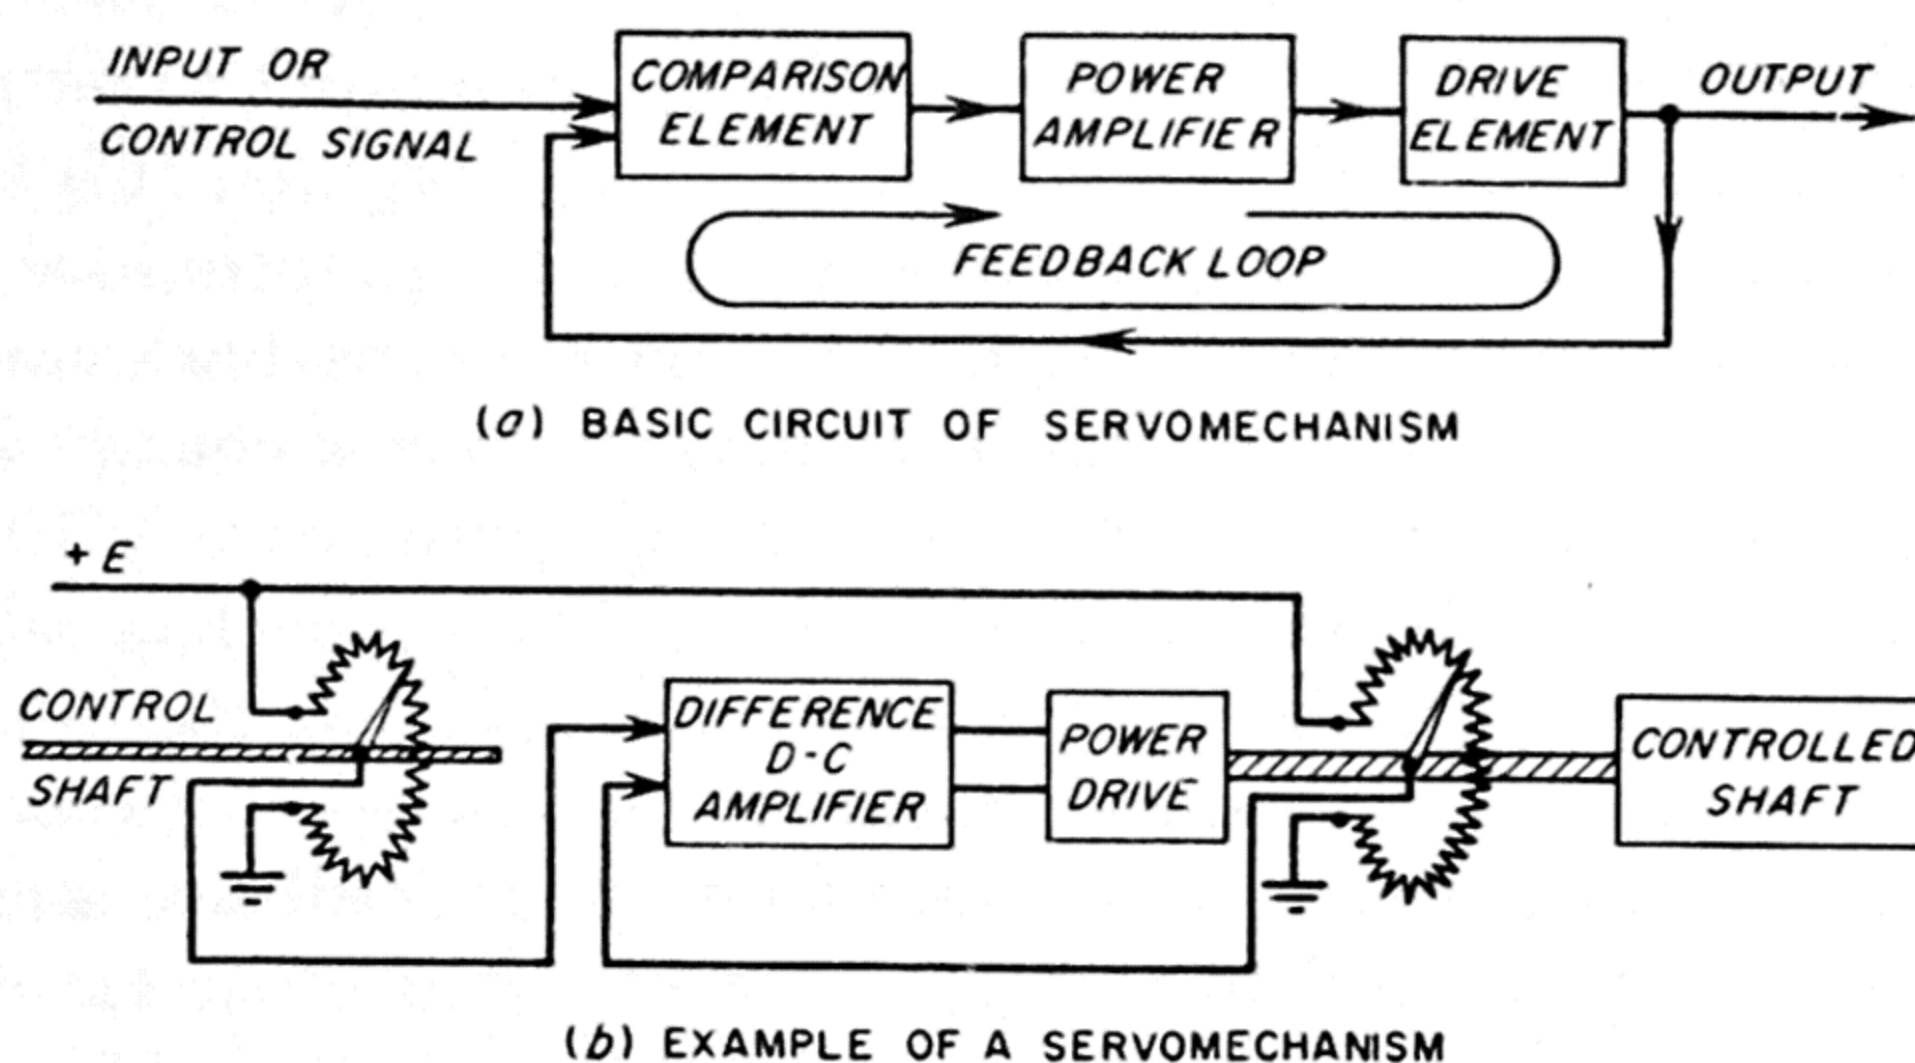 INPUT OR
CONTROL SIGNAL
COMPARISON
ELEMENT
POWER
AMPLIFIER
DRIVE
ELEMENT
OUTPUT
FEEDBACK LOOP
(a) BASIC CIRCUIT OF SERVOMECHANISM
+ E
CONTROL
SHAFT
DIFFERENCE
D-C
AMPLIFIER
POWER
DRIVE
CONTROLLED
SHAFT
(b) EXAMPLE OF A SERVOMECHANISM